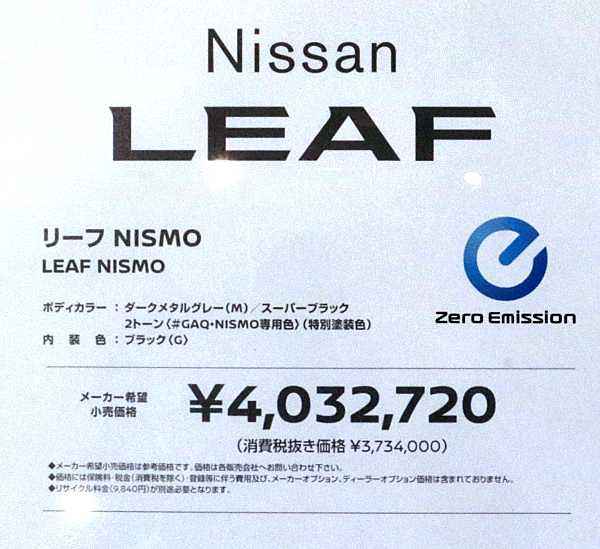 Nissan
LEAF
リーフ NISMO
LEAF NISMO
ボディカラー : ダークメタルグレー(M)/スーパーブラック
2トーン〈#GAQ・NISMO専用色〉(特別塗装色)
内装色 : ブラック〈G〉
Zero Emission
メーカー希望
小売価格
¥4,032,720
(消費税抜き価格 ¥3,734,000)
◆メーカー希望小売価格は参考価格です。価格は各販売会社へお問い合わせ下さい。
◆価格には保険料・税金(消費税を除く)・登録等に伴う費用及び、メーカーオプション、ディーラーオプション価格は含まれておりません。
◆リサイクル料金(9,840円)が別途必要となります。